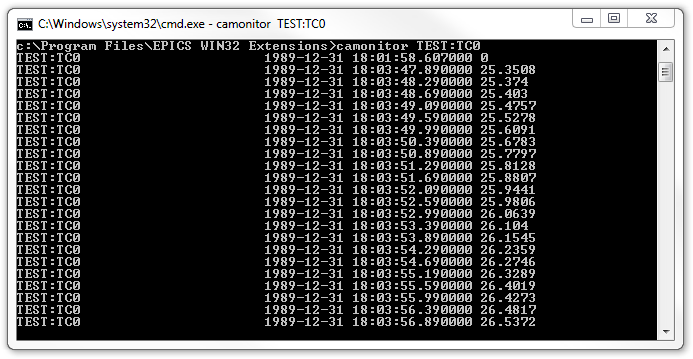 C:\Windows\system32\cmd.exe - camonitor  TEST:TC0
c:\Program Files\EPICS WIN32 Extensions>camonitor TEST:TC0
TEST:TC0                       1989-12-31 18:01:58.607000 0
TEST:TC0                       1989-12-31 18:03:47.890000 25.3508
TEST:TC0                       1989-12-31 18:03:48.290000 25.374
TEST:TC0                       1989-12-31 18:03:48.690000 25.403
TEST:TC0                       1989-12-31 18:03:49.090000 25.4757
TEST:TC0                       1989-12-31 18:03:49.590000 25.5278
TEST:TC0                       1989-12-31 18:03:49.990000 25.6091
TEST:TC0                       1989-12-31 18:03:50.390000 25.6783
TEST:TC0                       1989-12-31 18:03:50.890000 25.7797
TEST:TC0                       1989-12-31 18:03:51.290000 25.8128
TEST:TC0                       1989-12-31 18:03:51.690000 25.8807
TEST:TC0                       1989-12-31 18:03:52.090000 25.9441
TEST:TC0                       1989-12-31 18:03:52.590000 25.9806
TEST:TC0                       1989-12-31 18:03:52.990000 26.0639
TEST:TC0                       1989-12-31 18:03:53.390000 26.104
TEST:TC0                       1989-12-31 18:03:53.890000 26.1545
TEST:TC0                       1989-12-31 18:03:54.290000 26.2359
TEST:TC0                       1989-12-31 18:03:54.690000 26.2746
TEST:TC0                       1989-12-31 18:03:55.190000 26.3289
TEST:TC0                       1989-12-31 18:03:55.590000 26.4019
TEST:TC0                       1989-12-31 18:03:55.990000 26.4273
TEST:TC0                       1989-12-31 18:03:56.390000 26.4817
TEST:TC0                       1989-12-31 18:03:56.890000 26.5372